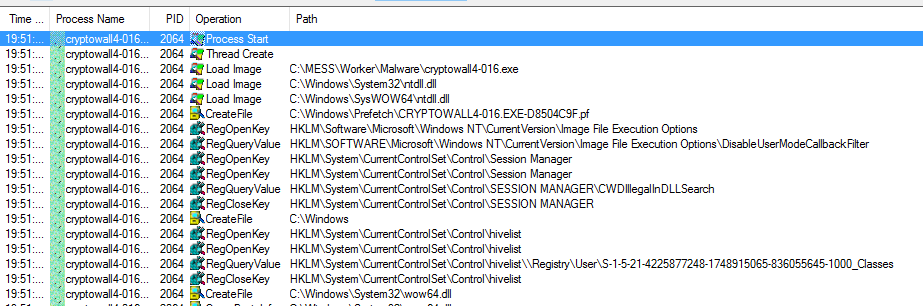 Time ... Process Name PID Operation Path
19:51:... cryptowall4-016... 2064 Process Start
19:51:... cryptowall4-016... 2064 Thread Create
19:51:... cryptowall4-016... 2064 Load Image C:\MESS\Worker\Malware\cryptowall4-016.exe
19:51:... cryptowall4-016... 2064 Load Image C:\Windows\System32\ntdll.dll
19:51:... cryptowall4-016... 2064 Load Image C:\Windows\SysWOW64\ntdll.dll
19:51:... cryptowall4-016... 2064 CreateFile C:\Windows\Prefetch\CRYPTOWALL4-016.EXE-D8504C9F.pf
19:51:... cryptowall4-016... 2064 RegOpenKey HKLM\Software\Microsoft\Windows NT\CurrentVersion\Image File Execution Options
19:51:... cryptowall4-016... 2064 RegQueryValue HKLM\SOFTWARE\Microsoft\Windows NT\CurrentVersion\Image File Execution Options\DisableUserModeCallbackFilter
19:51:... cryptowall4-016... 2064 RegOpenKey HKLM\System\CurrentControlSet\Control\Session Manager
19:51:... cryptowall4-016... 2064 RegOpenKey HKLM\System\CurrentControlSet\Control\Session Manager
19:51:... cryptowall4-016... 2064 RegQueryValue HKLM\System\CurrentControlSet\Control\SESSION MANAGER\CWDIllegalInDLLSearch
19:51:... cryptowall4-016... 2064 RegCloseKey HKLM\System\CurrentControlSet\Control\SESSION MANAGER
19:51:... cryptowall4-016... 2064 CreateFile C:\Windows
19:51:... cryptowall4-016... 2064 RegOpenKey HKLM\System\CurrentControlSet\Control\hivelist
19:51:... cryptowall4-016... 2064 RegOpenKey HKLM\System\CurrentControlSet\Control\hivelist
19:51:... cryptowall4-016... 2064 RegQueryValue HKLM\System\CurrentControlSet\Control\hivelist\\Registry\User\S-1-5-21-4225877248-1748915065-836055645-1000_Classes
19:51:... cryptowall4-016... 2064 RegCloseKey HKLM\System\CurrentControlSet\Control\hivelist
19:51:... cryptowall4-016... 2064 CreateFile C:\Windows\System32\wow64.dll